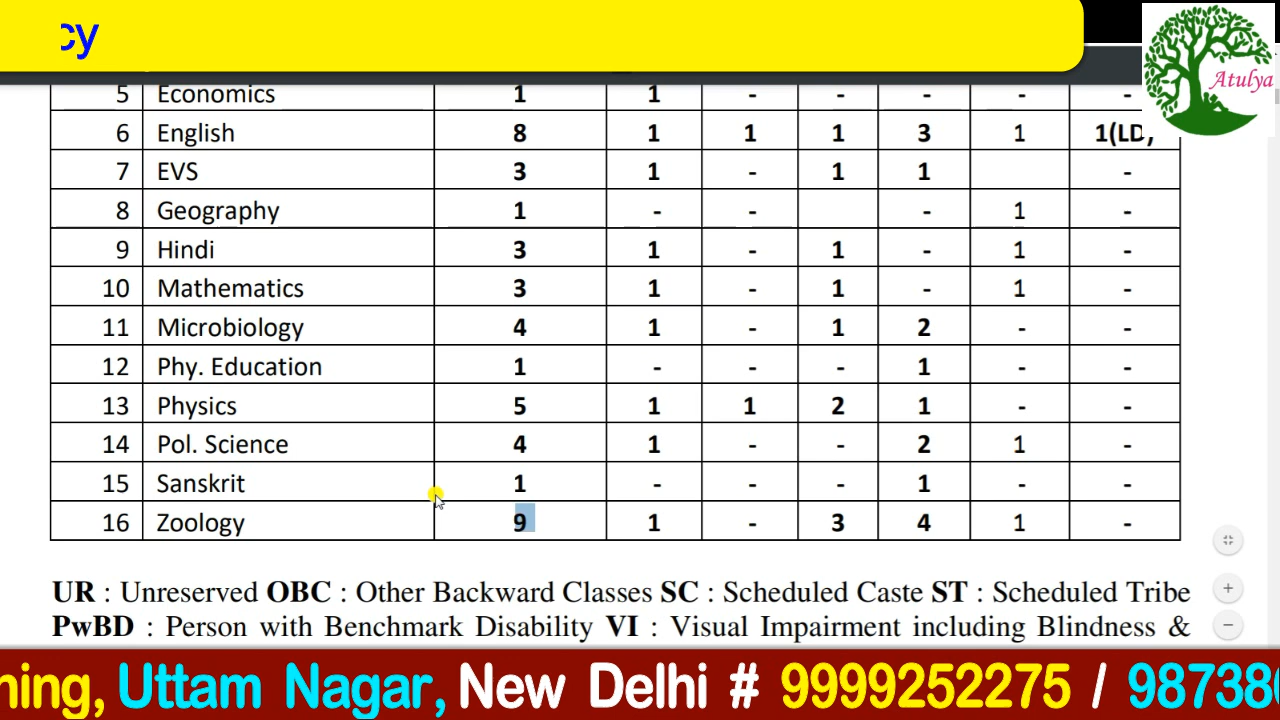 cy
Atulya
5 Economics 1 1 - - - - -
6 English 8 1 1 1 3 1 1(LD)
7 EVS 3 1 - 1 1 -
8 Geography 1 - - - 1 -
9 Hindi 3 1 - 1 - 1 -
10 Mathematics 3 1 - 1 - 1 -
11 Microbiology 4 1 - 1 2 - -
12 Phy. Education 1 - - - 1 - -
13 Physics 5 1 1 2 1 - -
14 Pol. Science 4 1 - - 2 1 -
15 Sanskrit 1 - - - 1 - -
16 Zoology 9 1 - 3 4 1 -
UR : Unreserved OBC : Other Backward Classes SC : Scheduled Caste ST : Scheduled Tribe
PwBD : Person with Benchmark Disability VI : Visual Impairment including Blindness &
ning, Uttam Nagar, New Delhi # 9999252275 / 98738